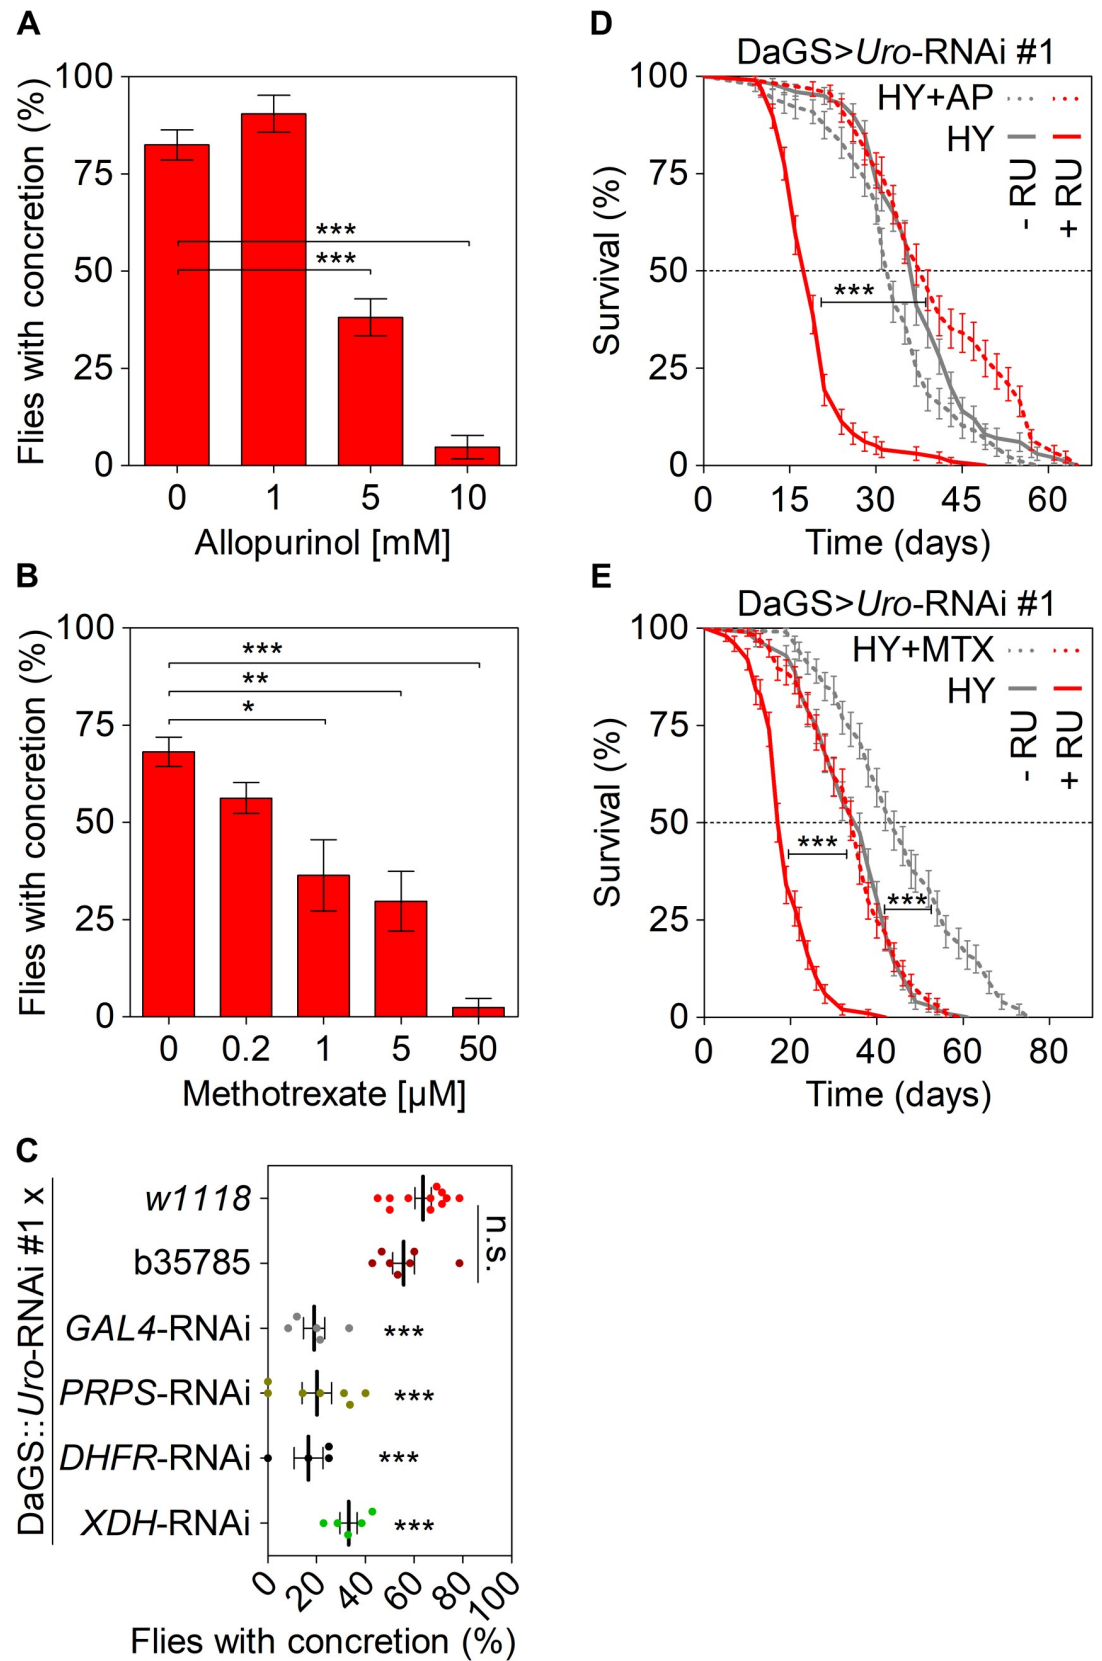 A
Flies with concretion (%)
100
75
50
25
0
***
***
0 1 5 10
Allopurinol [mM]
B
Flies with concretion (%)
100
75
50
25
0
***
**
*
0 0.2 1 5 50
Methotrexate [µM]
C
DaGS::Uro-RNAi #1 x
w1118
b35785
n.s.
GAL4-RNAi ***
PRPS-RNAi ***
DHFR-RNAi ***
XDH-RNAi ***
0 20 40 60 80 100
Flies with concretion (%)
D
DaGS>Uro-RNAi #1
Survival (%)
100
75
50
25
0
HY+AP
HY
- RU
+ RU
***
0 15 30 45 60
Time (days)
E
DaGS>Uro-RNAi #1
Survival (%)
100
75
50
25
0
HY+MTX
HY
- RU
+ RU
***
***
0 20 40 60 80
Time (days)